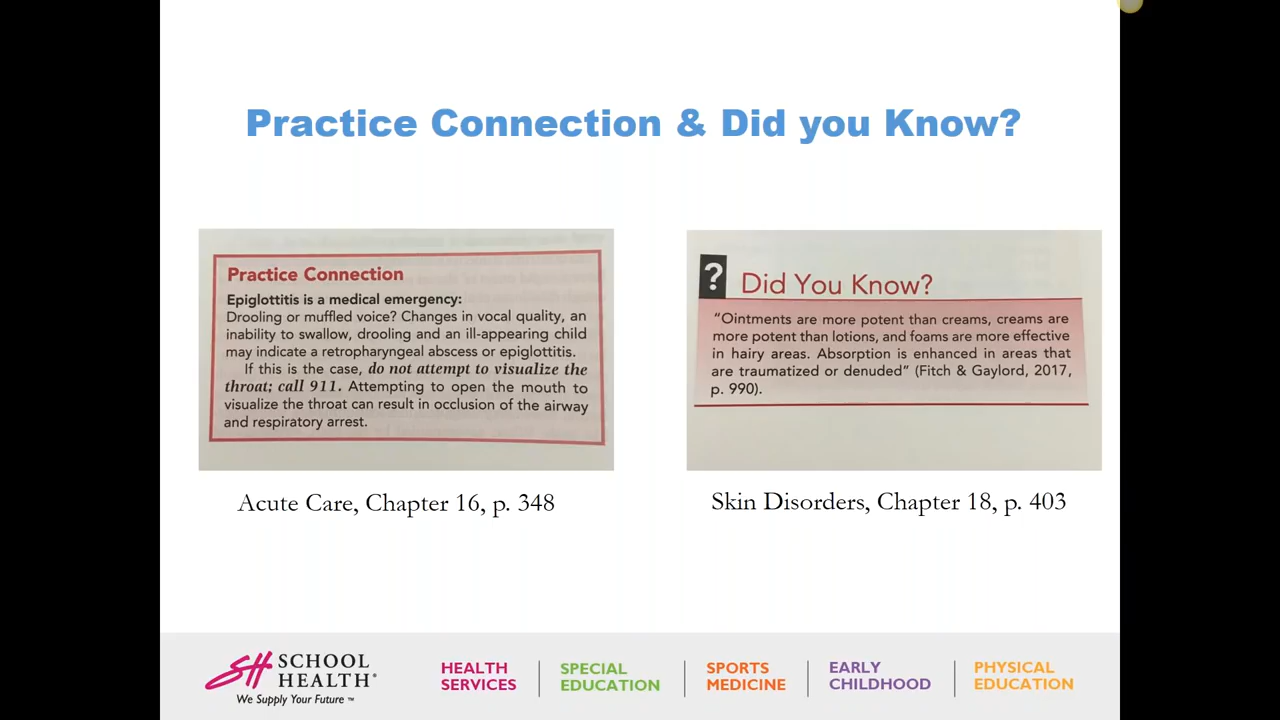 Practice Connection & Did you Know?
Practice Connection
Epiglottitis is a medical emergency:
Drooling or muffled voice? Changes in vocal quality, an
inability to swallow, drooling and an ill-appearing child
may indicate a retropharyngeal abscess or epiglottitis.
If this is the case, do not attempt to visualize the
throat; call 911. Attempting to open the mouth to
visualize the throat can result in occlusion of the airway
and respiratory arrest.
Acute Care, Chapter 16, p. 348
? Did You Know?
“Ointments are more potent than creams, creams are
more potent than lotions, and foams are more effective
in hairy areas. Absorption is enhanced in areas that
are traumatized or denuded” (Fitch & Gaylord, 2017,
p. 990).
Skin Disorders, Chapter 18, p. 403
SH SCHOOL
HEALTH®
We Supply Your Future ™
HEALTH
SERVICES
SPECIAL
EDUCATION
SPORTS
MEDICINE
EARLY
CHILDHOOD
PHYSICAL
EDUCATION